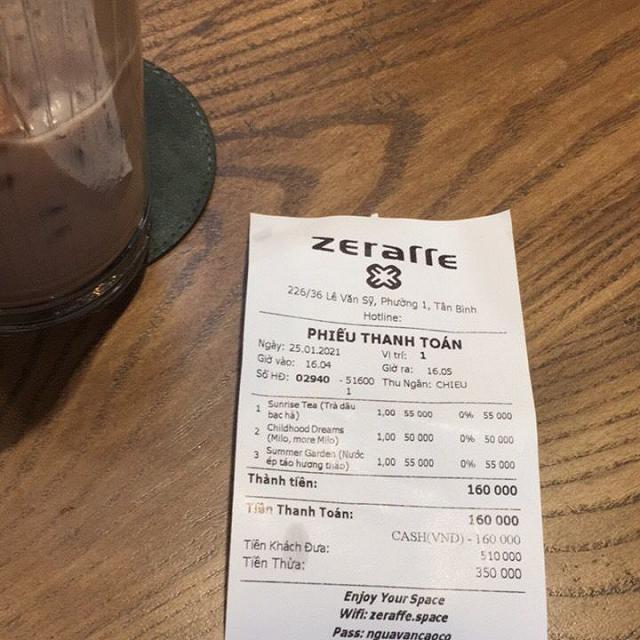 zeraffe
226/36 Lê Văn Sỹ, Phường 1, Tân Bình
Hotline:
PHIẾU THANH TOÁN
Ngày: 25.01.2021 Vị trí: 1
Giờ vào: 16.04 Giờ ra: 16.05
Số HĐ: 02940 - 51600 Thu Ngân: CHIEU
1
1 Sunrise Tea (Trà dâu 1,00 55 000 0% 55 000
bạc hà)
2 Childhood Dreams 1,00 50 000 0% 50 000
(Milo, more Milo)
3 Summer Garden (Nước 1,00 55 000 0% 55 000
ép táo hương thảo)
Thành tiền: 160 000
Tiền Thanh Toán: 160 000
CASH(VND) - 160 000
Tiền Khách Đưa: 510 000
Tiền Thừa: 350 000
Enjoy Your Space
Wifi: zeraffe.space
Pass: nguavancaoco